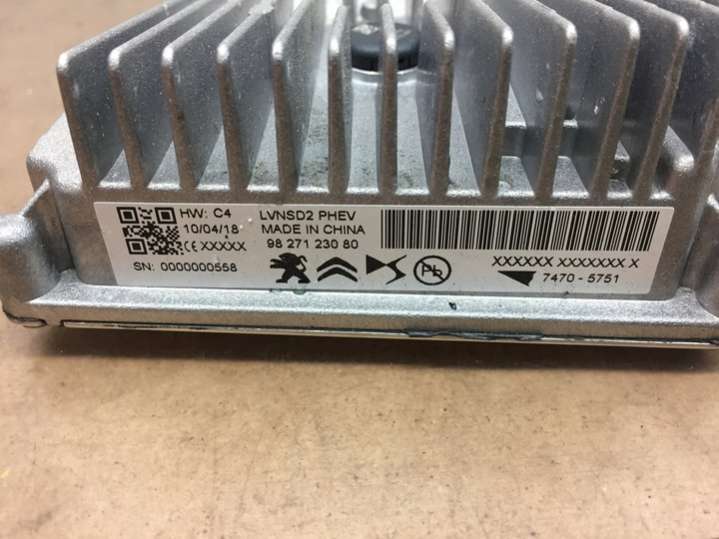 HW: C4
10/04/18
CE XXXXX
SN: 0000000558
LVNSD2 PHEV
MADE IN CHINA
98 271 230 80
Pb
XXXXXX XXXXXXX X
7470 - 5751